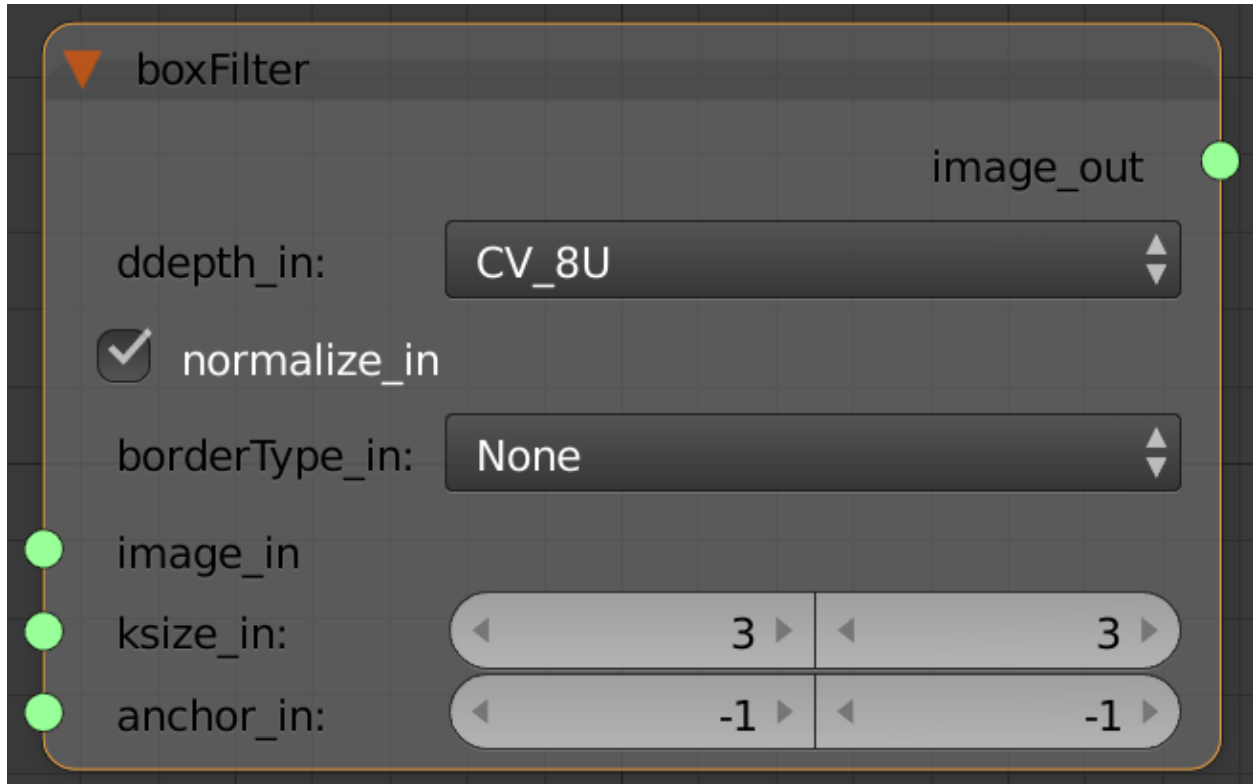 boxFilter
image_out
ddepth_in: CV_8U
normalize_in
borderType_in: None
image_in
ksize_in: 3 3
anchor_in: -1 -1